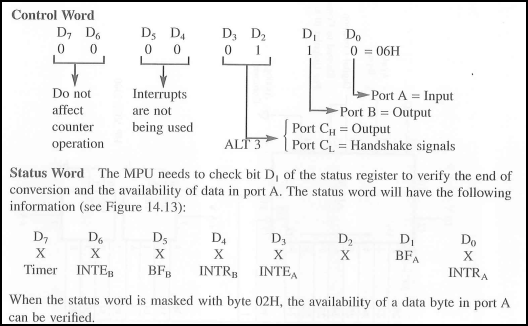 Control Word
D7 D6 D5 D4 D3 D2 D1 D0
0 0 0 0 0 1 1 0 = 06H
Do not affect counter operation
Interrupts are not being used
ALT 3
Port A = Input
Port B = Output
Port CH = Output
Port CL = Handshake signals
Status Word The MPU needs to check bit D1 of the status register to verify the end of
conversion and the availability of data in port A. The status word will have the following
information (see Figure 14.13):
D7 D6 D5 D4 D3 D2 D1 D0
X X X X X X BFA X
Timer INTEB BFB INTRB INTEA INTRA
When the status word is masked with byte 02H, the availability of a data byte in port A
can be verified.